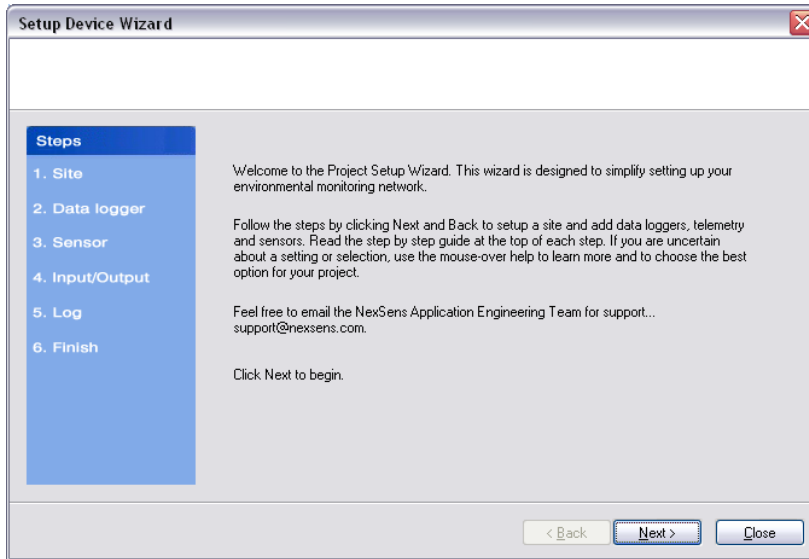 Setup Device Wizard
Steps
1. Site
2. Data logger
3. Sensor
4. Input/Output
5. Log
6. Finish
Welcome to the Project Setup Wizard. This wizard is designed to simplify setting up your
environmental monitoring network.
Follow the steps by clicking Next and Back to setup a site and add data loggers, telemetry
and sensors. Read the step by step guide at the top of each step. If you are uncertain
about a setting or selection, use the mouse-over help to learn more and to choose the best
option for your project.
Feel free to email the NexSens Application Engineering Team for support...
support@nexsens.com.
Click Next to begin.
< Back Next > Close